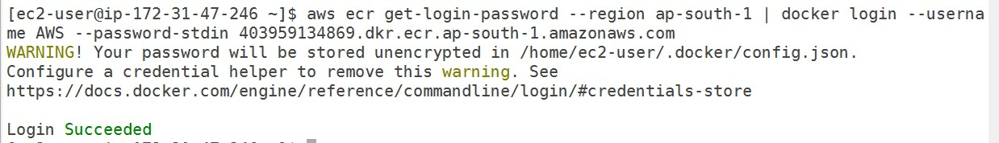 [ec2-user@ip-172-31-47-246 ~]$ aws ecr get-login-password --region ap-south-1 | docker login --userna
me AWS --password-stdin 403959134869.dkr.ecr.ap-south-1.amazonaws.com
WARNING! Your password will be stored unencrypted in /home/ec2-user/.docker/config.json.
Configure a credential helper to remove this warning. See
https://docs.docker.com/engine/reference/commandline/login/#credentials-store
Login Succeeded